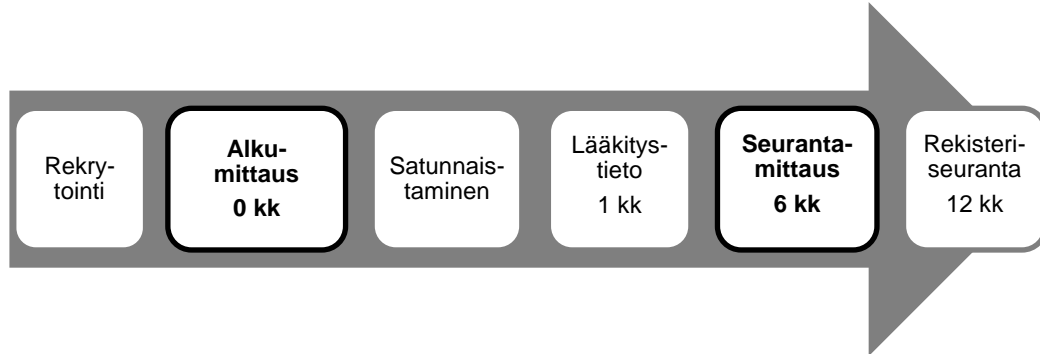 Rekry-
tointi
Alku-
mittaus
0 kk
Satunnais-
taminen
Lääkitys-
tieto
1 kk
Seuranta-
mittaus
6 kk
Rekisteri-
seuranta
12 kk